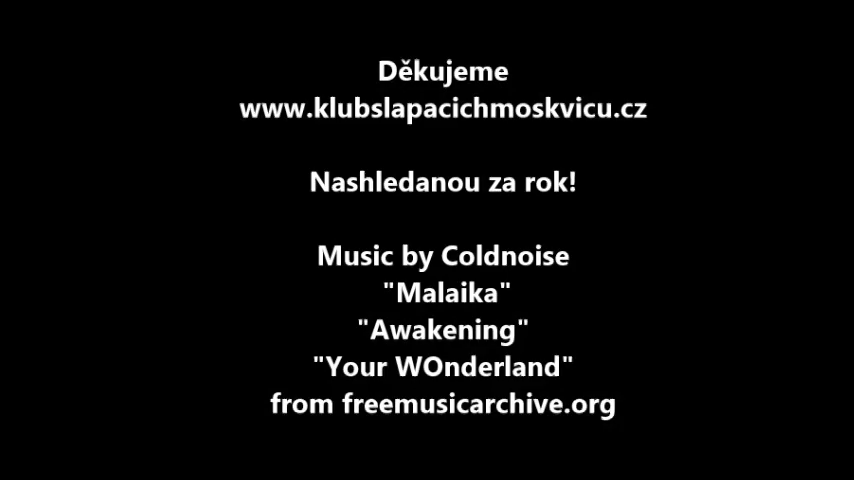 Děkujeme
www.klubslapacichmoskvicu.cz
Nashledanou za rok!
Music by Coldnoise
"Malaika"
"Awakening"
"Your WOnderland"
from freemusicarchive.org